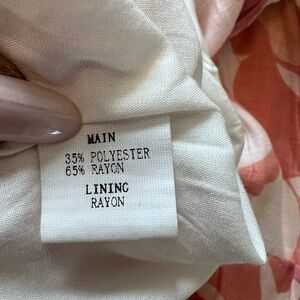 MAIN
35% POLYESTER
65% RAYON
LINING
RAYON